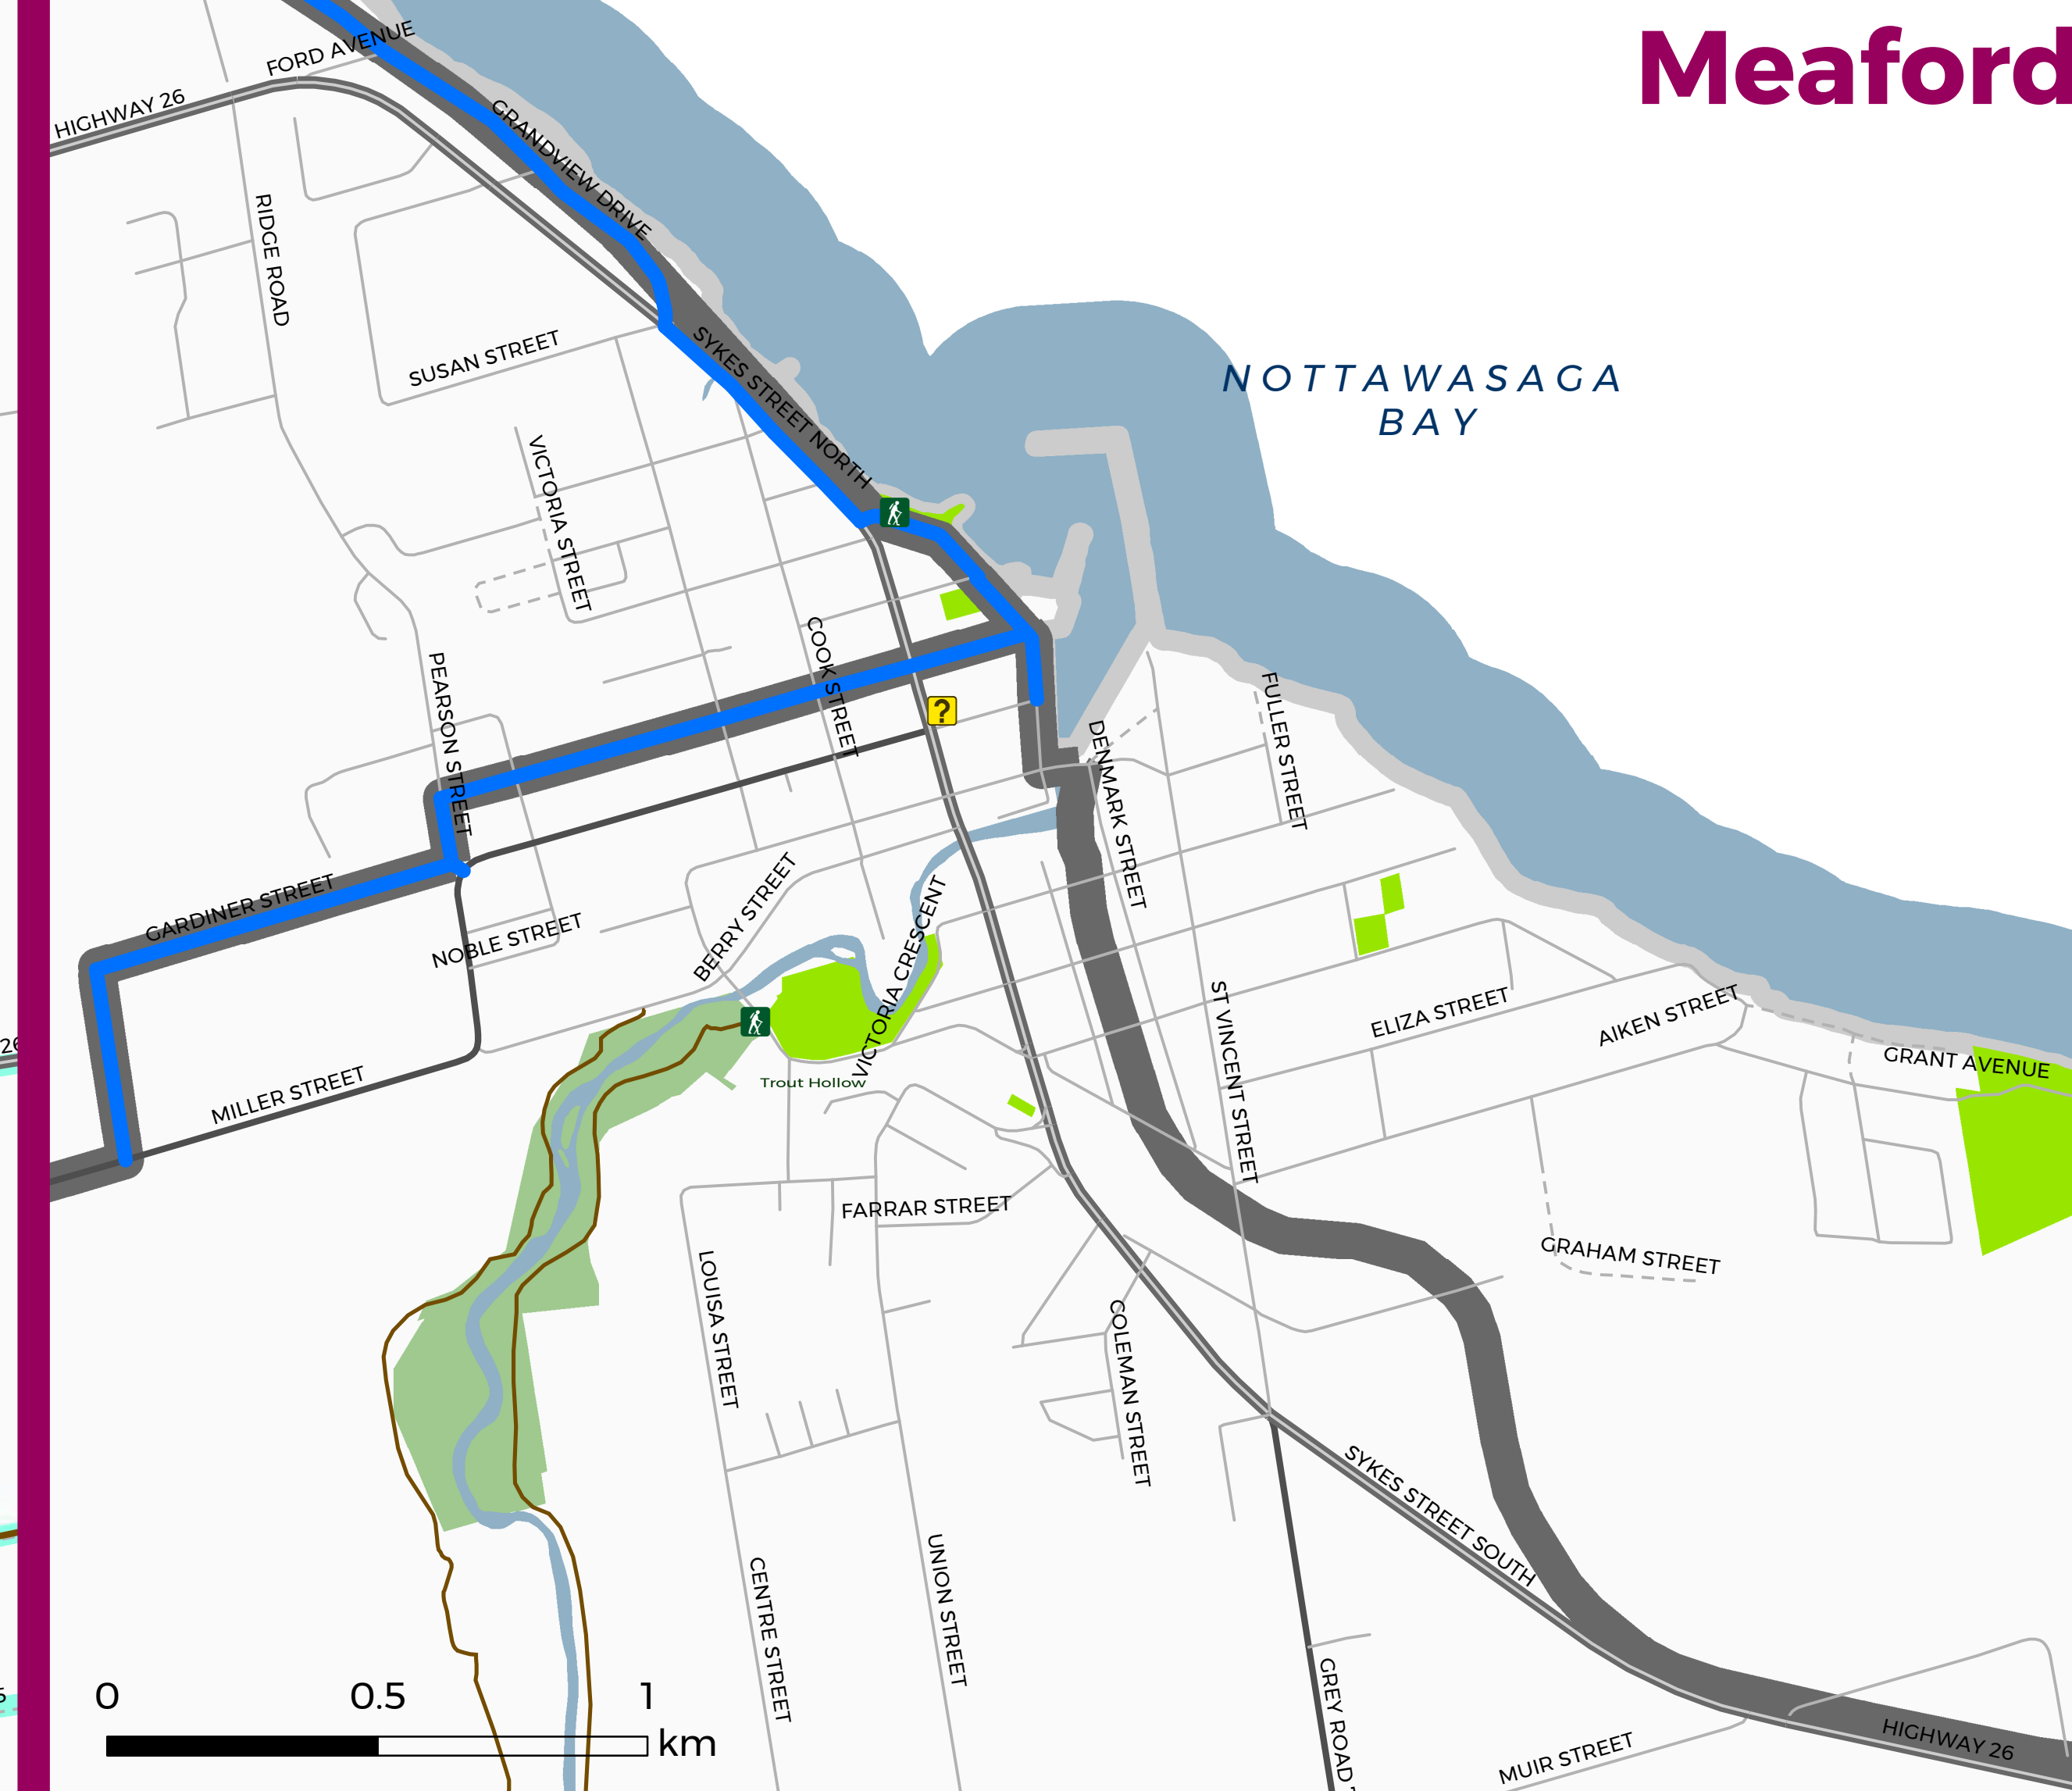 Meaford
FORD AVENUE
HIGHWAY 26
GRANDVIEW DRIVE
RIDGE ROAD
SUSAN STREET
SYKES STREET NORTH
NOTTAWASAGA
BAY
VICTORIA STREET
COOK STREET
PEARSON STREET
?
FULLER STREET
DENMARK STREET
GARDINER STREET
NOBLE STREET
BERRY STREET
VICTORIA CRESCENT
ST VINCENT STREET
ELIZA STREET
AIKEN STREET
GRANT AVENUE
26
MILLER STREET
Trout Hollow
FARRAR STREET
GRAHAM STREET
LOUISA STREET
COLEMAN STREET
SYKES STREET SOUTH
CENTRE STREET
UNION STREET
GREY ROAD
HIGHWAY 26
MUIR STREET
0 0.5 1
km